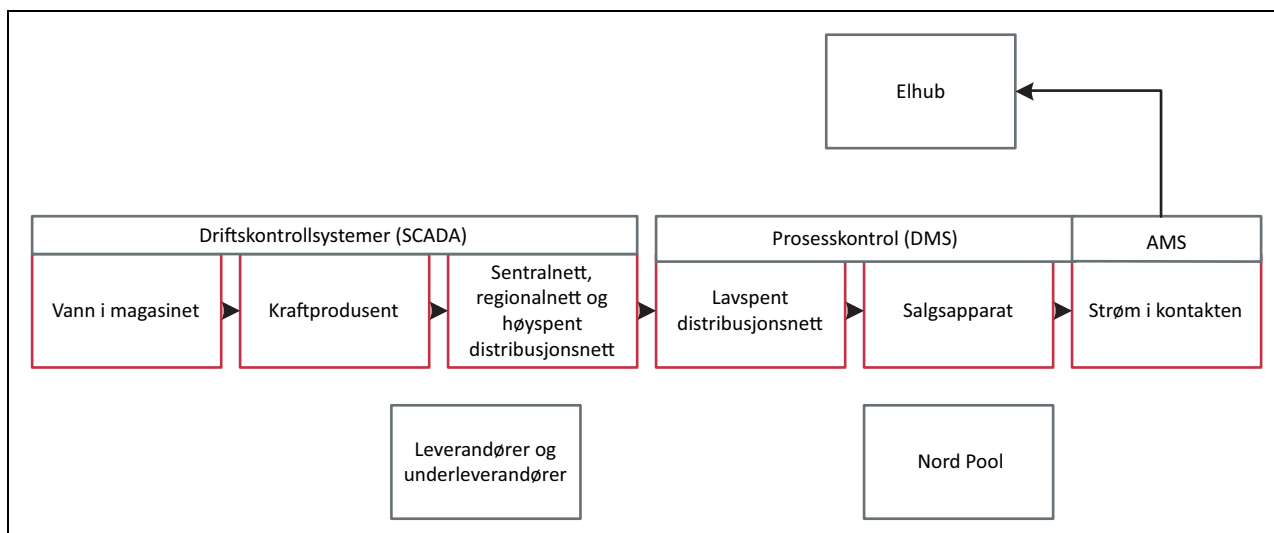 Elhub
Driftskontrollsystemer (SCADA)
Prosesskontrol (DMS)
AMS
Vann i magasinet
Kraftprodusent
Sentralnett,
regionalnett og
høyspent
distribusjonsnett
Lavspent
distribusjonsnett
Salgsapparat
Strøm i kontakten
Leverandører og
underleverandører
Nord Pool